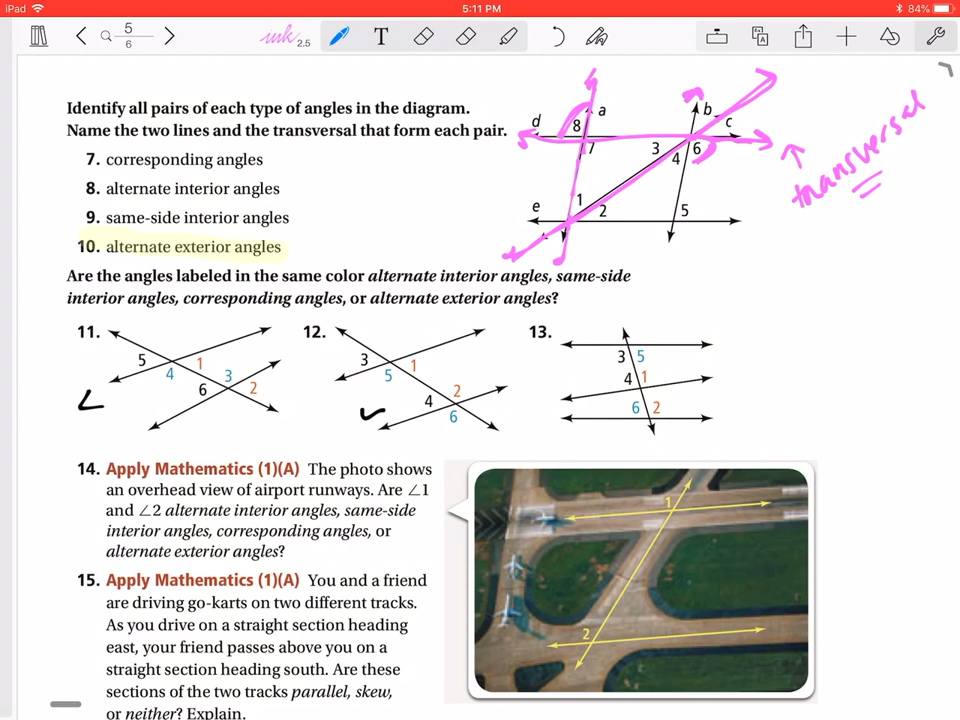 iPad
5:11 PM
84%
5
6
2.5
T
Identify all pairs of each type of angles in the diagram.
Name the two lines and the transversal that form each pair.
7. corresponding angles
8. alternate interior angles
9. same-side interior angles
10. alternate exterior angles
a
b
d
8
c
7
3
4
6
e
1
2
5
transversal
Are the angles labeled in the same color alternate interior angles, same-side
interior angles, corresponding angles, or alternate exterior angles?
11.
5
1
4
3
6
2
12.
3
1
5
2
4
6
13.
3
5
4
1
6
2
14. Apply Mathematics (1)(A) The photo shows
an overhead view of airport runways. Are ∠1
and ∠2 alternate interior angles, same-side
interior angles, corresponding angles, or
alternate exterior angles?
1
2
15. Apply Mathematics (1)(A) You and a friend
are driving go-karts on two different tracks.
As you drive on a straight section heading
east, your friend passes above you on a
straight section heading south. Are these
sections of the two tracks parallel, skew,
or neither? Explain.